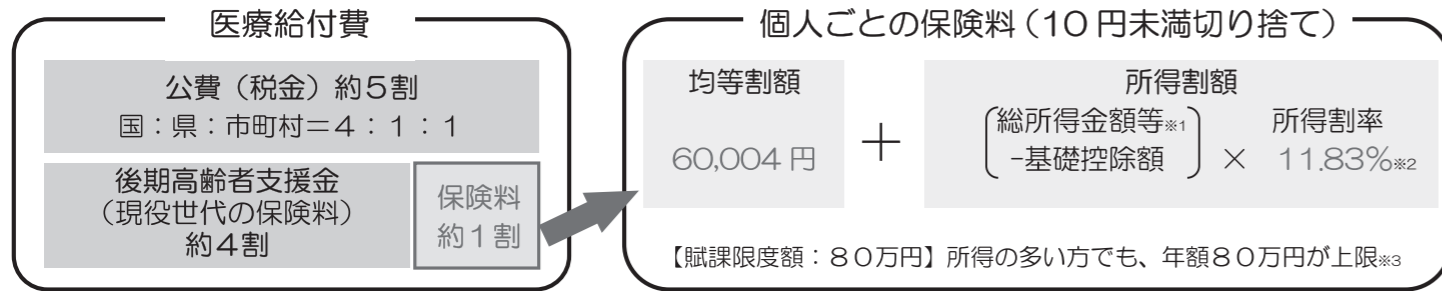 医療給付費
公費（税金）約５割
国：県：市町村＝４：１：１
後期高齢者支援金
（現役世代の保険料）
約４割
保険料
約１割
個人ごとの保険料（10円未満切り捨て）
均等割額
60,004円
＋
所得割額
総所得金額等※1
-基礎控除額
×
所得割率
11.83%※2
【賦課限度額：８０万円】所得の多い方でも、年額８０万円が上限※3